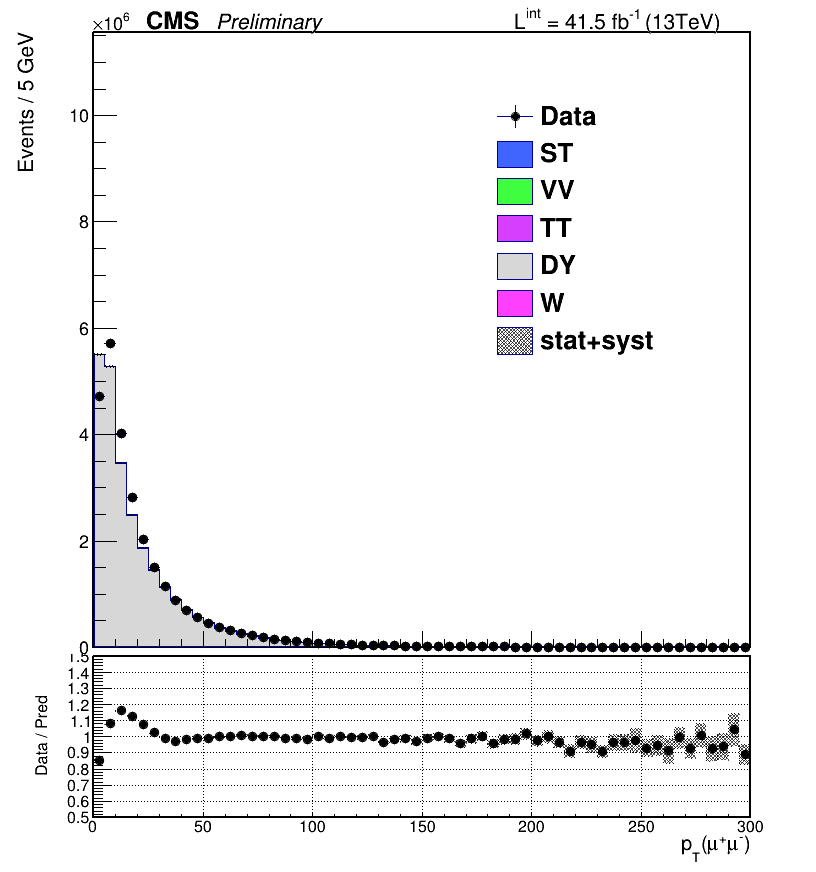 ×10⁶ CMS Preliminary L^int = 41.5 fb⁻¹ (13TeV)
Events / 5 GeV
10
8
6
4
2
0
Data
ST
VV
TT
DY
W
stat+syst
Data / Pred
1.5
1.4
1.3
1.2
1.1
1
0.9
0.8
0.7
0.6
0.5
0 50 100 150 200 250 300
p_T(μ⁺μ⁻)